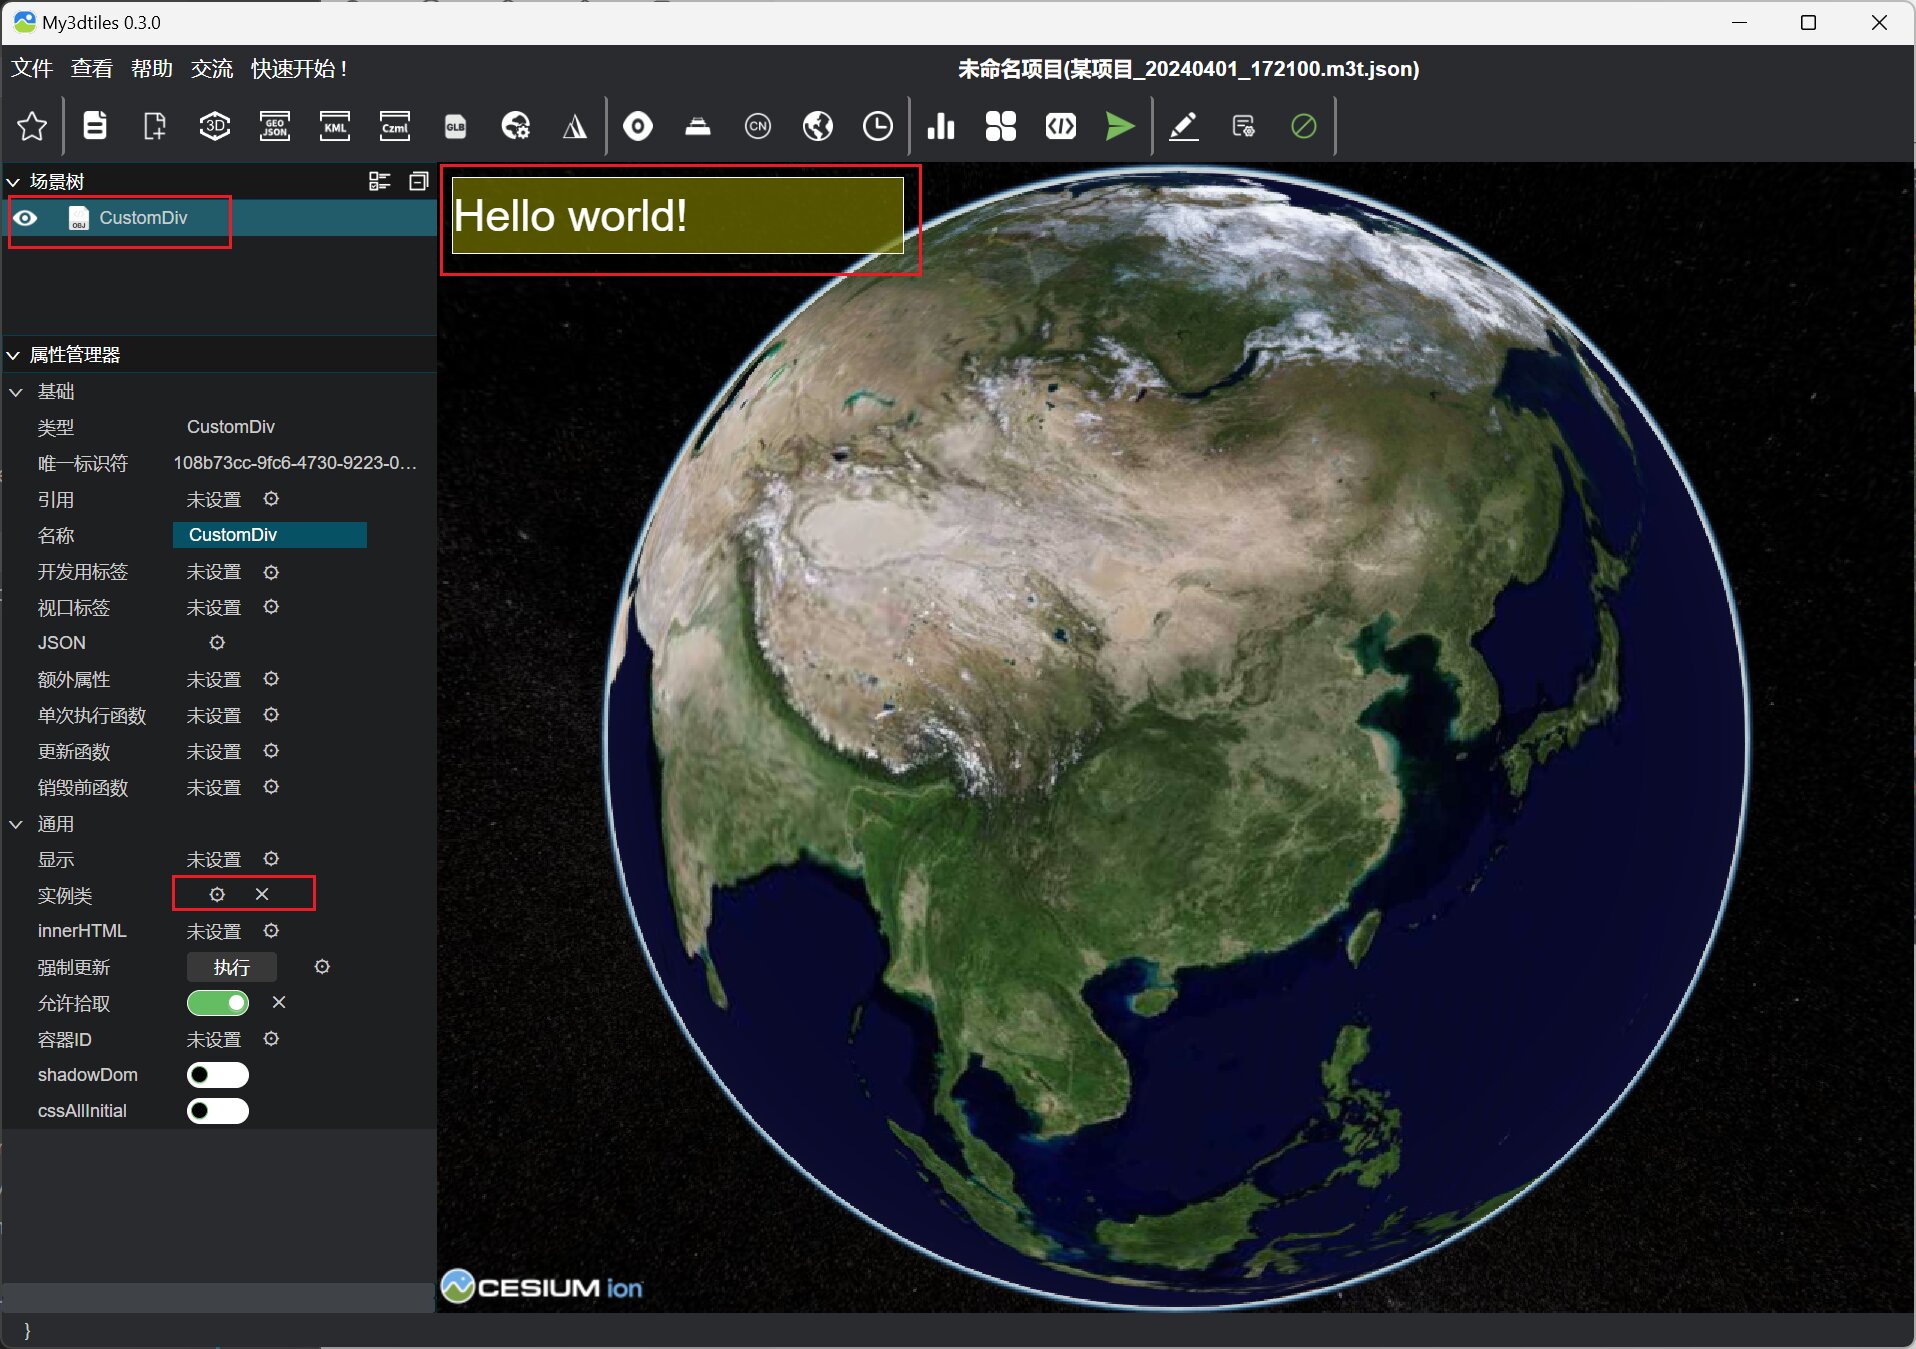 My3dtiles 0.3.0
文件 查看 帮助 交流 快速开始！
未命名项目(某项目_20240401_172100.m3t.json)
3D GEO JSON KML Czml GLB CN
场景树
OBJ CustomDiv
Hello world!
属性管理器
基础
类型 CustomDiv
唯一标识符 108b73cc-9fc6-4730-9223-0...
引用 未设置
名称 CustomDiv
开发用标签 未设置
视口标签 未设置
JSON
额外属性 未设置
单次执行函数 未设置
更新函数 未设置
销毁前函数 未设置
通用
显示 未设置
实例类
innerHTML 未设置
强制更新 执行
允许拾取
容器ID 未设置
shadowDom
cssAllInitial
CESIUM ion
}